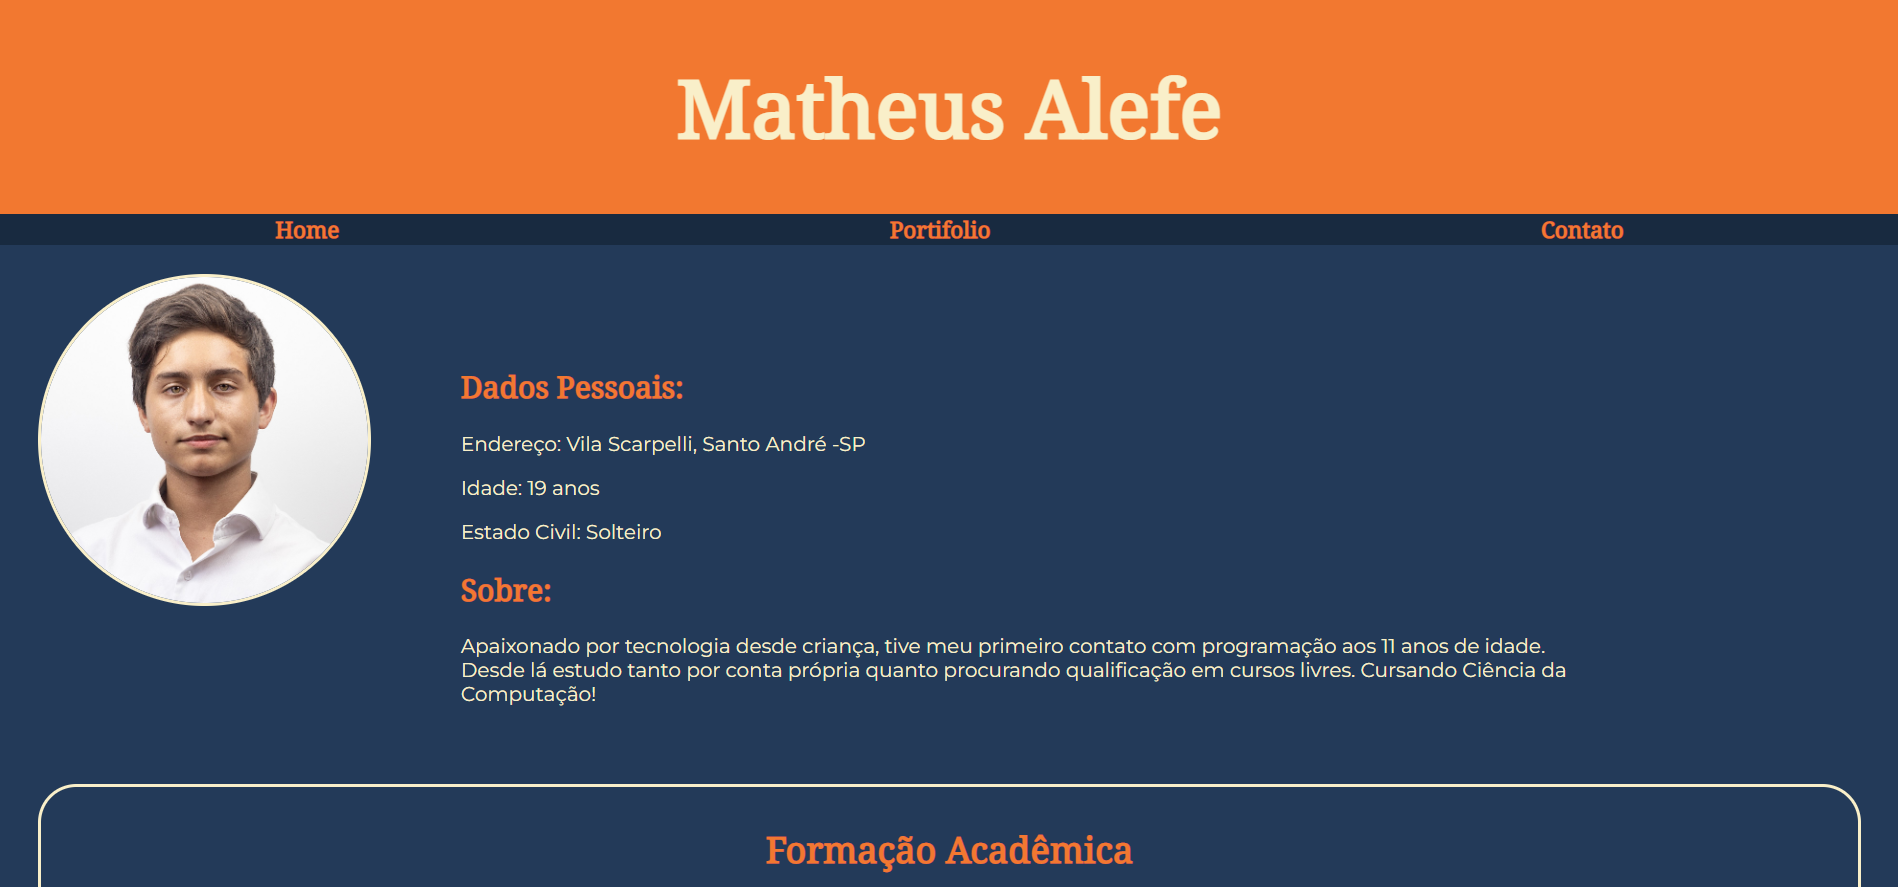 Matheus Alefe
Home
Portifolio
Contato
Dados Pessoais:
Endereço: Vila Scarpelli, Santo André -SP
Idade: 19 anos
Estado Civil: Solteiro
Sobre:
Apaixonado por tecnologia desde criança, tive meu primeiro contato com programação aos 11 anos de idade.
Desde lá estudo tanto por conta própria quanto procurando qualificação em cursos livres. Cursando Ciência da
Computação!
Formação Acadêmica